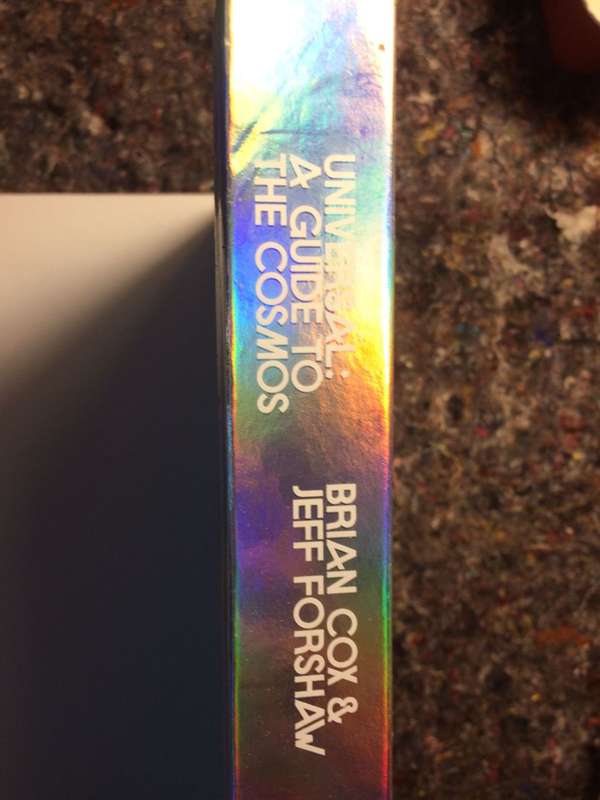 UNIVERSAL:
A GUIDE TO
THE COSMOS
BRIAN COX &
JEFF FORSHAW